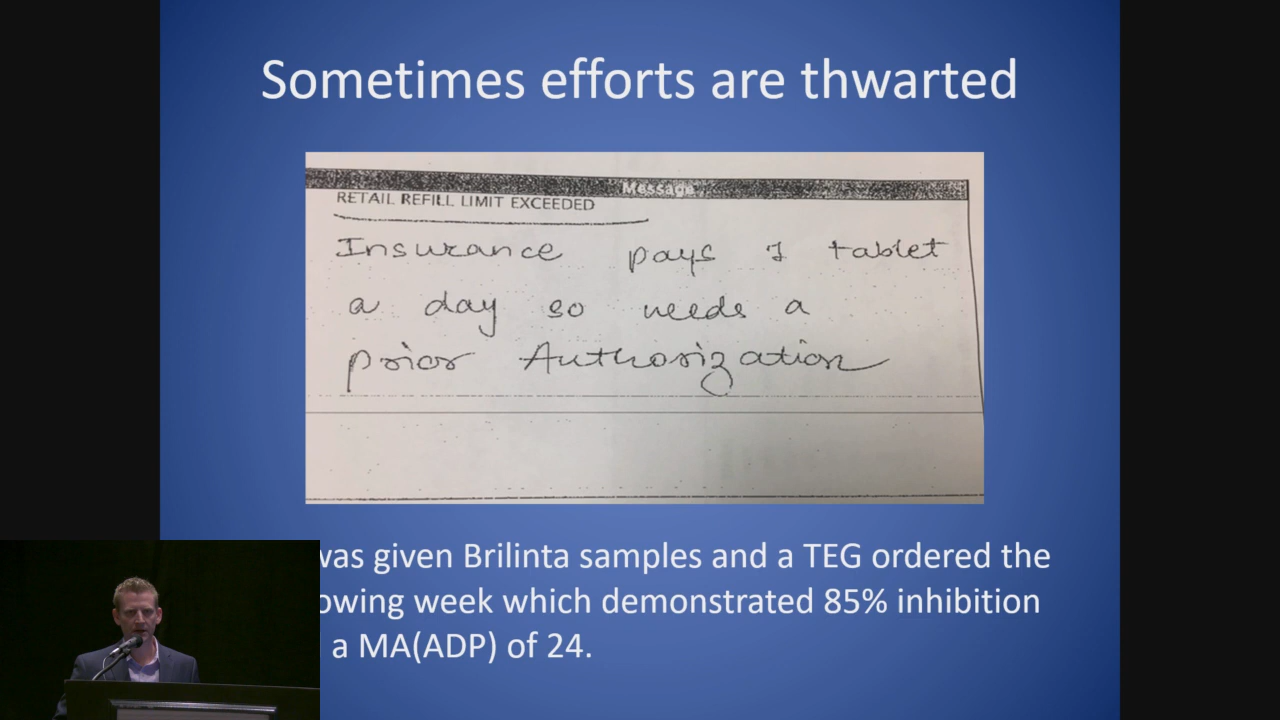 Sometimes efforts are thwarted
Message
RETAIL REFILL LIMIT EXCEEDED
Insurance pays 1 tablet
a day so needs a
prior Authorization
was given Brilinta samples and a TEG ordered the
week which demonstrated 85% inhibition
a MA(ADP) of 24.